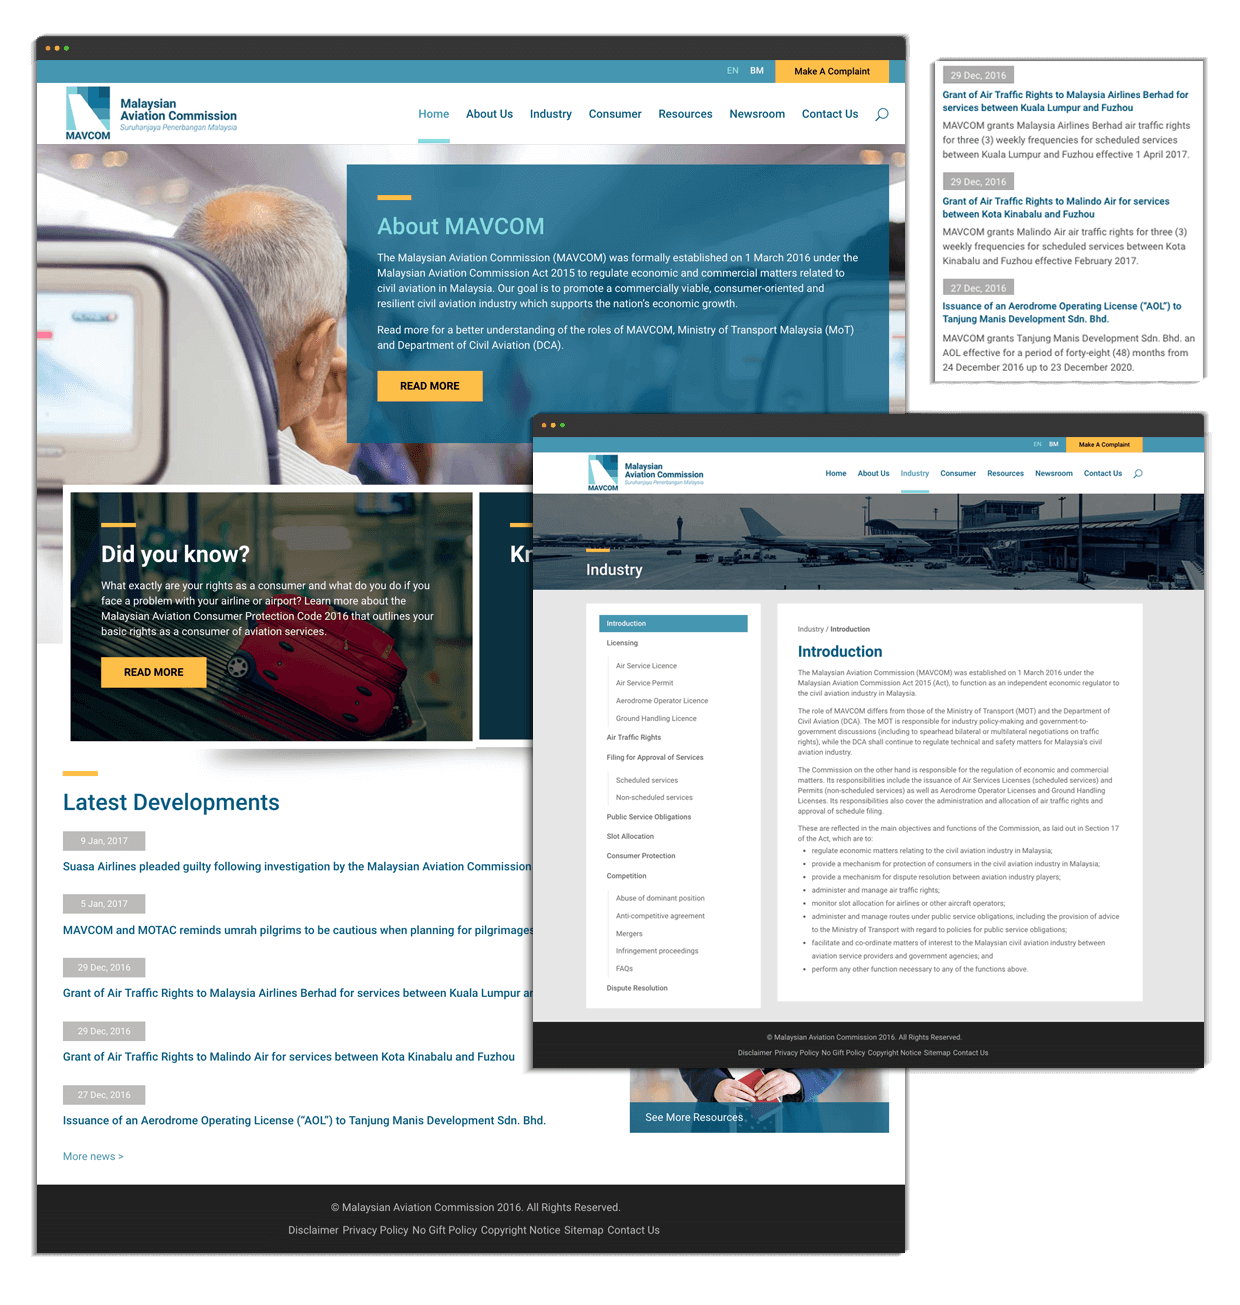 EN BM Make A Complaint
Malaysian
Aviation Commission
Suruhanjaya Penerbangan Malaysia
MAVCOM
Home About Us Industry Consumer Resources Newsroom Contact Us
About MAVCOM
The Malaysian Aviation Commission (MAVCOM) was formally established on 1 March 2016 under the
Malaysian Aviation Commission Act 2015 to regulate economic and commercial matters related to
civil aviation in Malaysia. Our goal is to promote a commercially viable, consumer-oriented and
resilient civil aviation industry which supports the nation's economic growth.
Read more for a better understanding of the roles of MAVCOM, Ministry of Transport Malaysia (MoT)
and Department of Civil Aviation (DCA).
READ MORE
Did you know?
What exactly are your rights as a consumer and what do you do if you
face a problem with your airline or airport? Learn more about the
Malaysian Aviation Consumer Protection Code 2016 that outlines your
basic rights as a consumer of aviation services.
READ MORE
Kn
Latest Developments
9 Jan, 2017
Suasa Airlines pleaded guilty following investigation by the Malaysian Aviation Commission
5 Jan, 2017
MAVCOM and MOTAC reminds umrah pilgrims to be cautious when planning for pilgrimages
29 Dec, 2016
Grant of Air Traffic Rights to Malaysia Airlines Berhad for services between Kuala Lumpur
29 Dec, 2016
Grant of Air Traffic Rights to Malindo Air for services between Kota Kinabalu and Fuzhou
27 Dec, 2016
Issuance of an Aerodrome Operating License (“AOL”) to Tanjung Manis Development Sdn. Bhd.
More news >
See More Resources
© Malaysian Aviation Commission 2016. All Rights Reserved.
Disclaimer Privacy Policy No Gift Policy Copyright Notice Sitemap Contact Us
29 Dec, 2016
Grant of Air Traffic Rights to Malaysia Airlines Berhad for
services between Kuala Lumpur and Fuzhou
MAVCOM grants Malaysia Airlines Berhad air traffic rights
for three (3) weekly frequencies for scheduled services
between Kuala Lumpur and Fuzhou effective 1 April 2017.
29 Dec, 2016
Grant of Air Traffic Rights to Malindo Air for services
between Kota Kinabalu and Fuzhou
MAVCOM grants Malindo Air air traffic rights for three (3)
weekly frequencies for scheduled services between Kota
Kinabalu and Fuzhou effective February 2017.
27 Dec, 2016
Issuance of an Aerodrome Operating License (“AOL”) to
Tanjung Manis Development Sdn. Bhd.
MAVCOM grants Tanjung Manis Development Sdn. Bhd. an
AOL effective for a period of forty-eight (48) months from
24 December 2016 up to 23 December 2020.
EN BM Make A Complaint
Malaysian
Aviation Commission
Suruhanjaya Penerbangan Malaysia
MAVCOM
Home About Us Industry Consumer Resources Newsroom Contact Us
Industry
Introduction
Licensing
Air Service Licence
Air Service Permit
Aerodrome Operator Licence
Ground Handling Licence
Air Traffic Rights
Filing for Approval of Services
Scheduled services
Non-scheduled services
Public Service Obligations
Slot Allocation
Consumer Protection
Competition
Abuse of dominant position
Anti-competitive agreement
Mergers
Infringement proceedings
FAQs
Dispute Resolution
Industry / Introduction
Introduction
The Malaysian Aviation Commission (MAVCOM) was established on 1 March 2016 under the
Malaysian Aviation Commission Act 2015 (Act), to function as an independent economic regulator to
the civil aviation industry in Malaysia.
The role of MAVCOM differs from those of the Ministry of Transport (MOT) and the Department of
Civil Aviation (DCA). The MOT is responsible for industry policy-making and government-to-
government discussions (including to spearhead bilateral or multilateral negotiations on traffic
rights), while the DCA shall continue to regulate technical and safety matters for Malaysia's civil
aviation industry.
The Commission on the other hand is responsible for the regulation of economic and commercial
matters. Its responsibilities include the issuance of Air Services Licenses (scheduled services) and
Permits (non-scheduled services) as well as Aerodrome Operator Licenses and Ground Handling
Licenses. Its responsibilities also cover the administration and allocation of air traffic rights and
approval of schedule filing.
These are reflected in the main objectives and functions of the Commission, as laid out in Section 17
of the Act, which are to:
• regulate economic matters relating to the civil aviation industry in Malaysia;
• provide a mechanism for protection of consumers in the civil aviation industry in Malaysia;
• provide a mechanism for dispute resolution between aviation industry players;
• administer and manage air traffic rights;
• monitor slot allocation for airlines or other aircraft operators;
• administer and manage routes under public service obligations, including the provision of advice
to the Ministry of Transport with regard to policies for public service obligations;
• facilitate and co-ordinate matters of interest to the Malaysian civil aviation industry between
aviation service providers and government agencies; and
• perform any other function necessary to any of the functions above.
© Malaysian Aviation Commission 2016. All Rights Reserved.
Disclaimer Privacy Policy No Gift Policy Copyright Notice Sitemap Contact Us